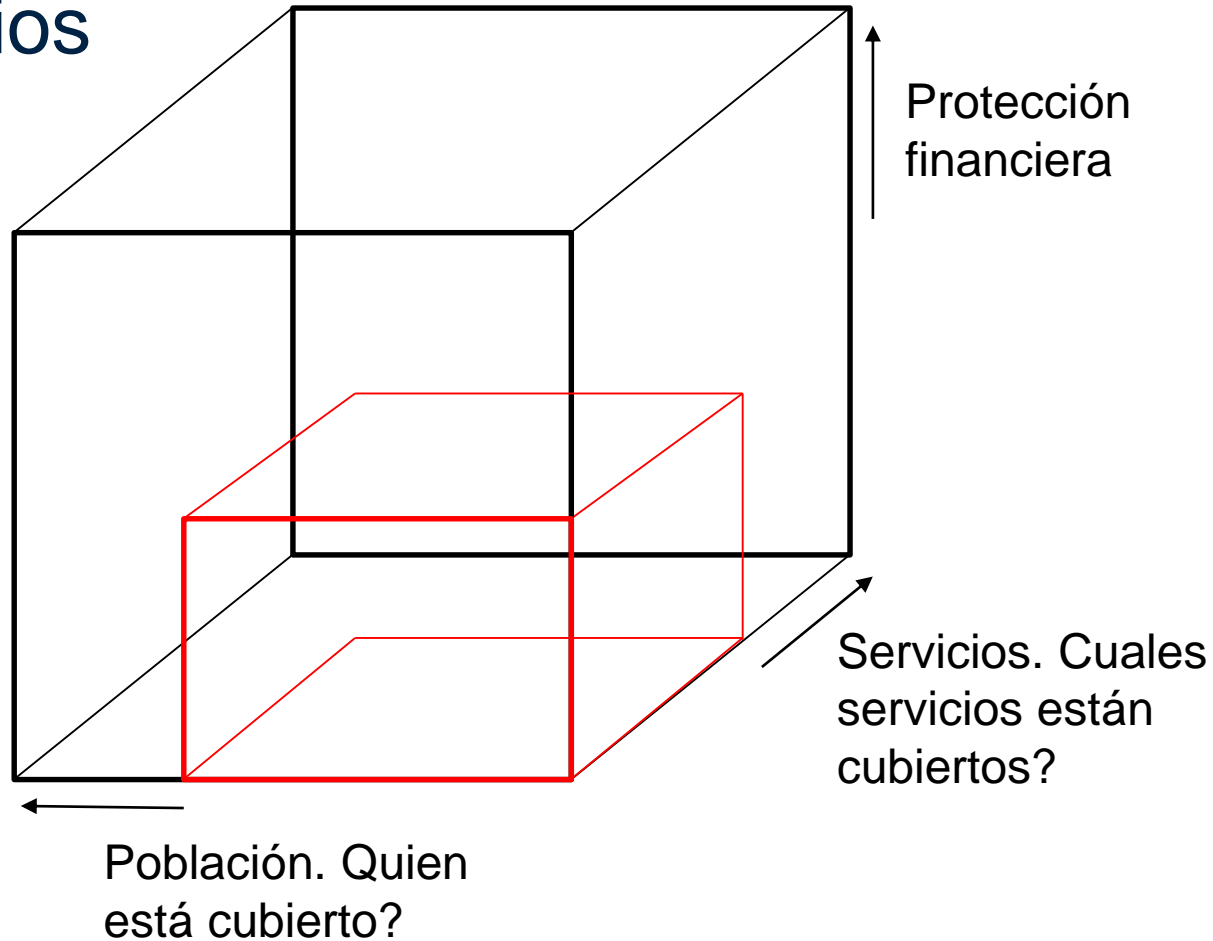 ios
Protección
financiera
Servicios. Cuales
servicios están
cubiertos?
Población. Quien
está cubierto?